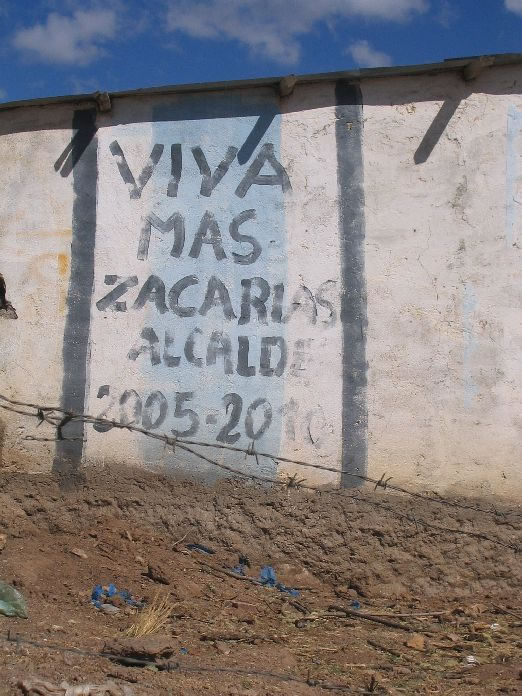 VIVA
MAS
ZACARIAS
ALCALDE
2005-2010